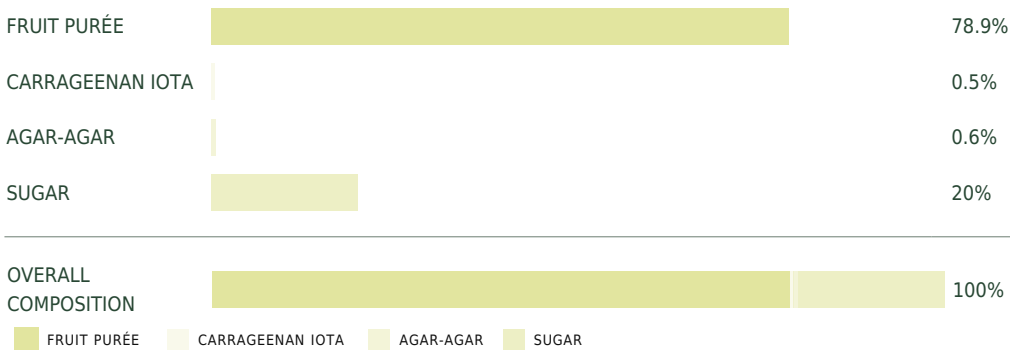 FRUIT PURÉE 78.9%
CARRAGEENAN IOTA 0.5%
AGAR-AGAR 0.6%
SUGAR 20%
OVERALL
COMPOSITION 100%
FRUIT PURÉE CARRAGEENAN IOTA AGAR-AGAR SUGAR